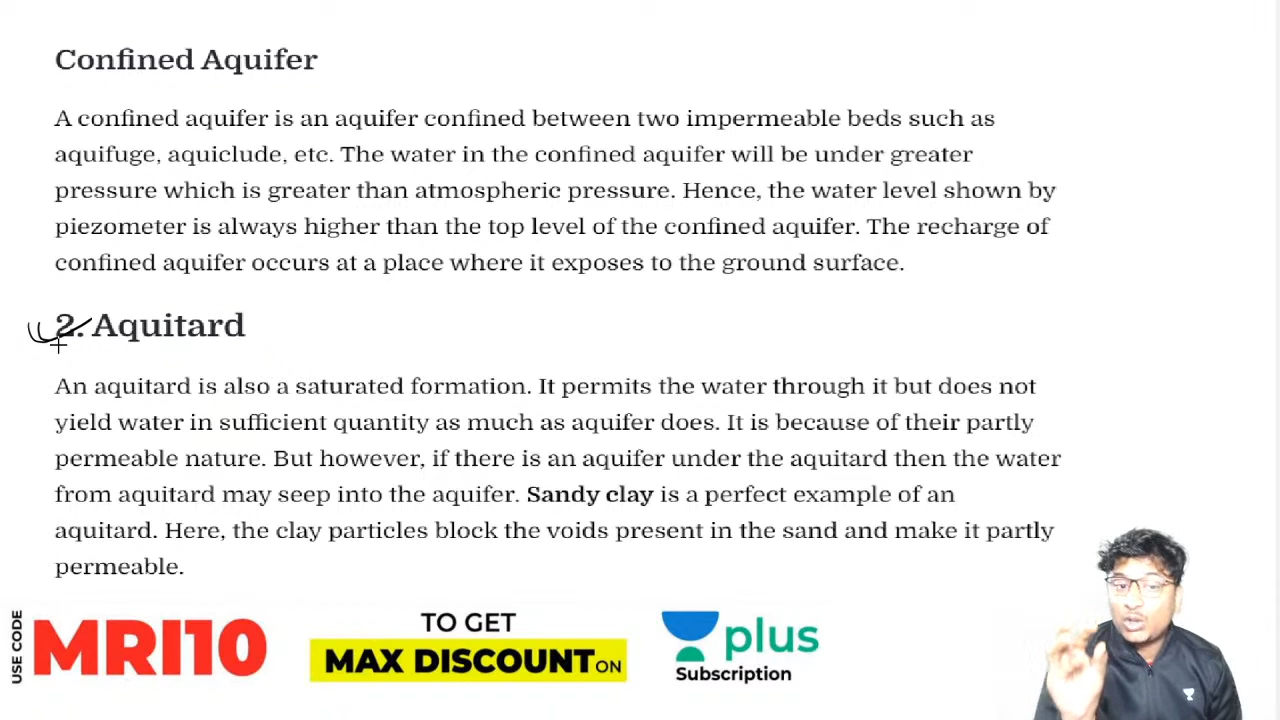 Confined Aquifer
A confined aquifer is an aquifer confined between two impermeable beds such as
aquifuge, aquiclude, etc. The water in the confined aquifer will be under greater
pressure which is greater than atmospheric pressure. Hence, the water level shown by
piezometer is always higher than the top level of the confined aquifer. The recharge of
confined aquifer occurs at a place where it exposes to the ground surface.
2. Aquitard
An aquitard is also a saturated formation. It permits the water through it but does not
yield water in sufficient quantity as much as aquifer does. It is because of their partly
permeable nature. But however, if there is an aquifer under the aquitard then the water
from aquitard may seep into the aquifer. Sandy clay is a perfect example of an
aquitard. Here, the clay particles block the voids present in the sand and make it partly
permeable.
USE CODE
MRI10
TO GET
MAX DISCOUNT ON
plus
Subscription